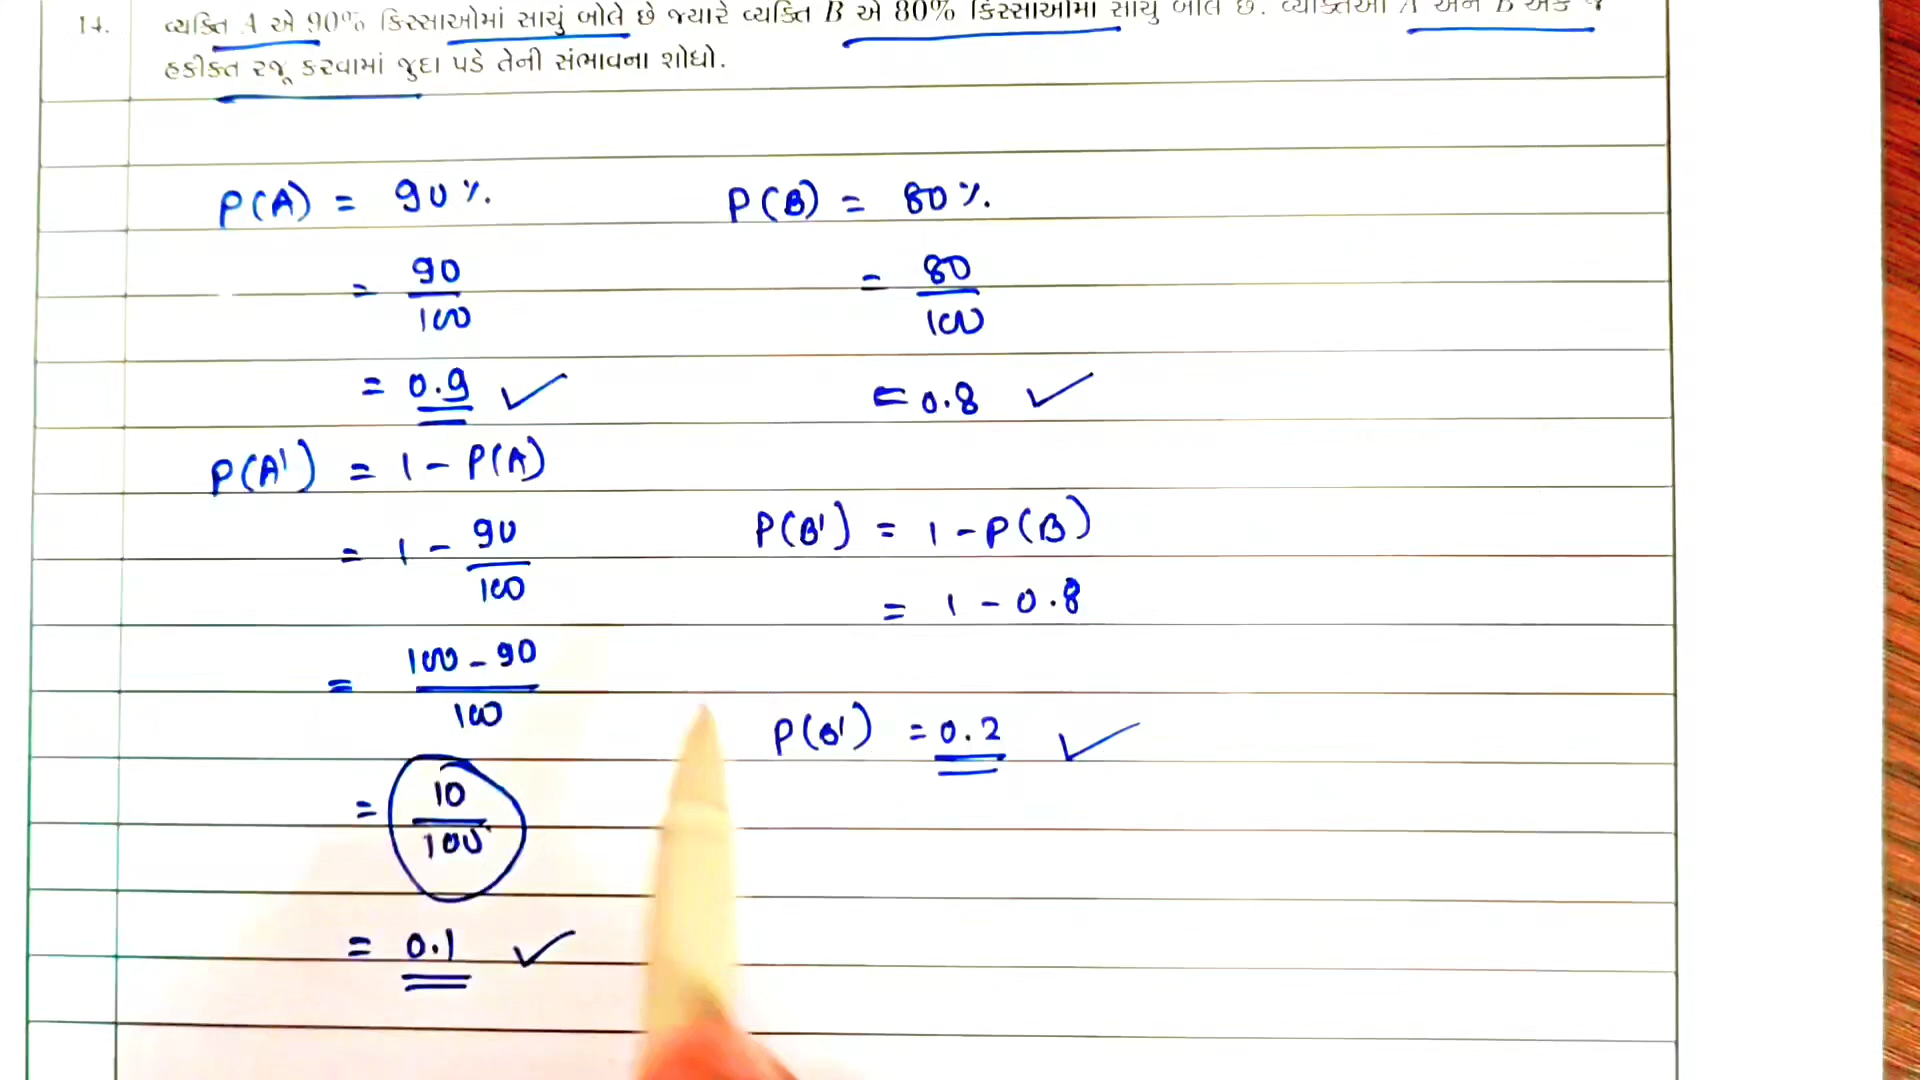 14. વ્યક્તિ A એ 90% કિસ્સાઓમાં સાચું બોલે છે જ્યારે વ્યક્તિ B એ 80% કિસ્સાઓમાં સાચું બોલે છે. વ્યક્તિઓ A અને B એક જ
હકીકત રજૂ કરવામાં જુદા પડે તેની સંભાવના શોધો.
P(A) = 90%. P(B) = 80%.
= 90/100 = 80/100
= 0.9 ✓ = 0.8 ✓
P(A') = 1 - P(A)
= 1 - 90/100 P(B') = 1 - P(B)
= 1 - 0.8
= 100 - 90/100
P(B') = 0.2 ✓
= 10/100
= 0.1 ✓